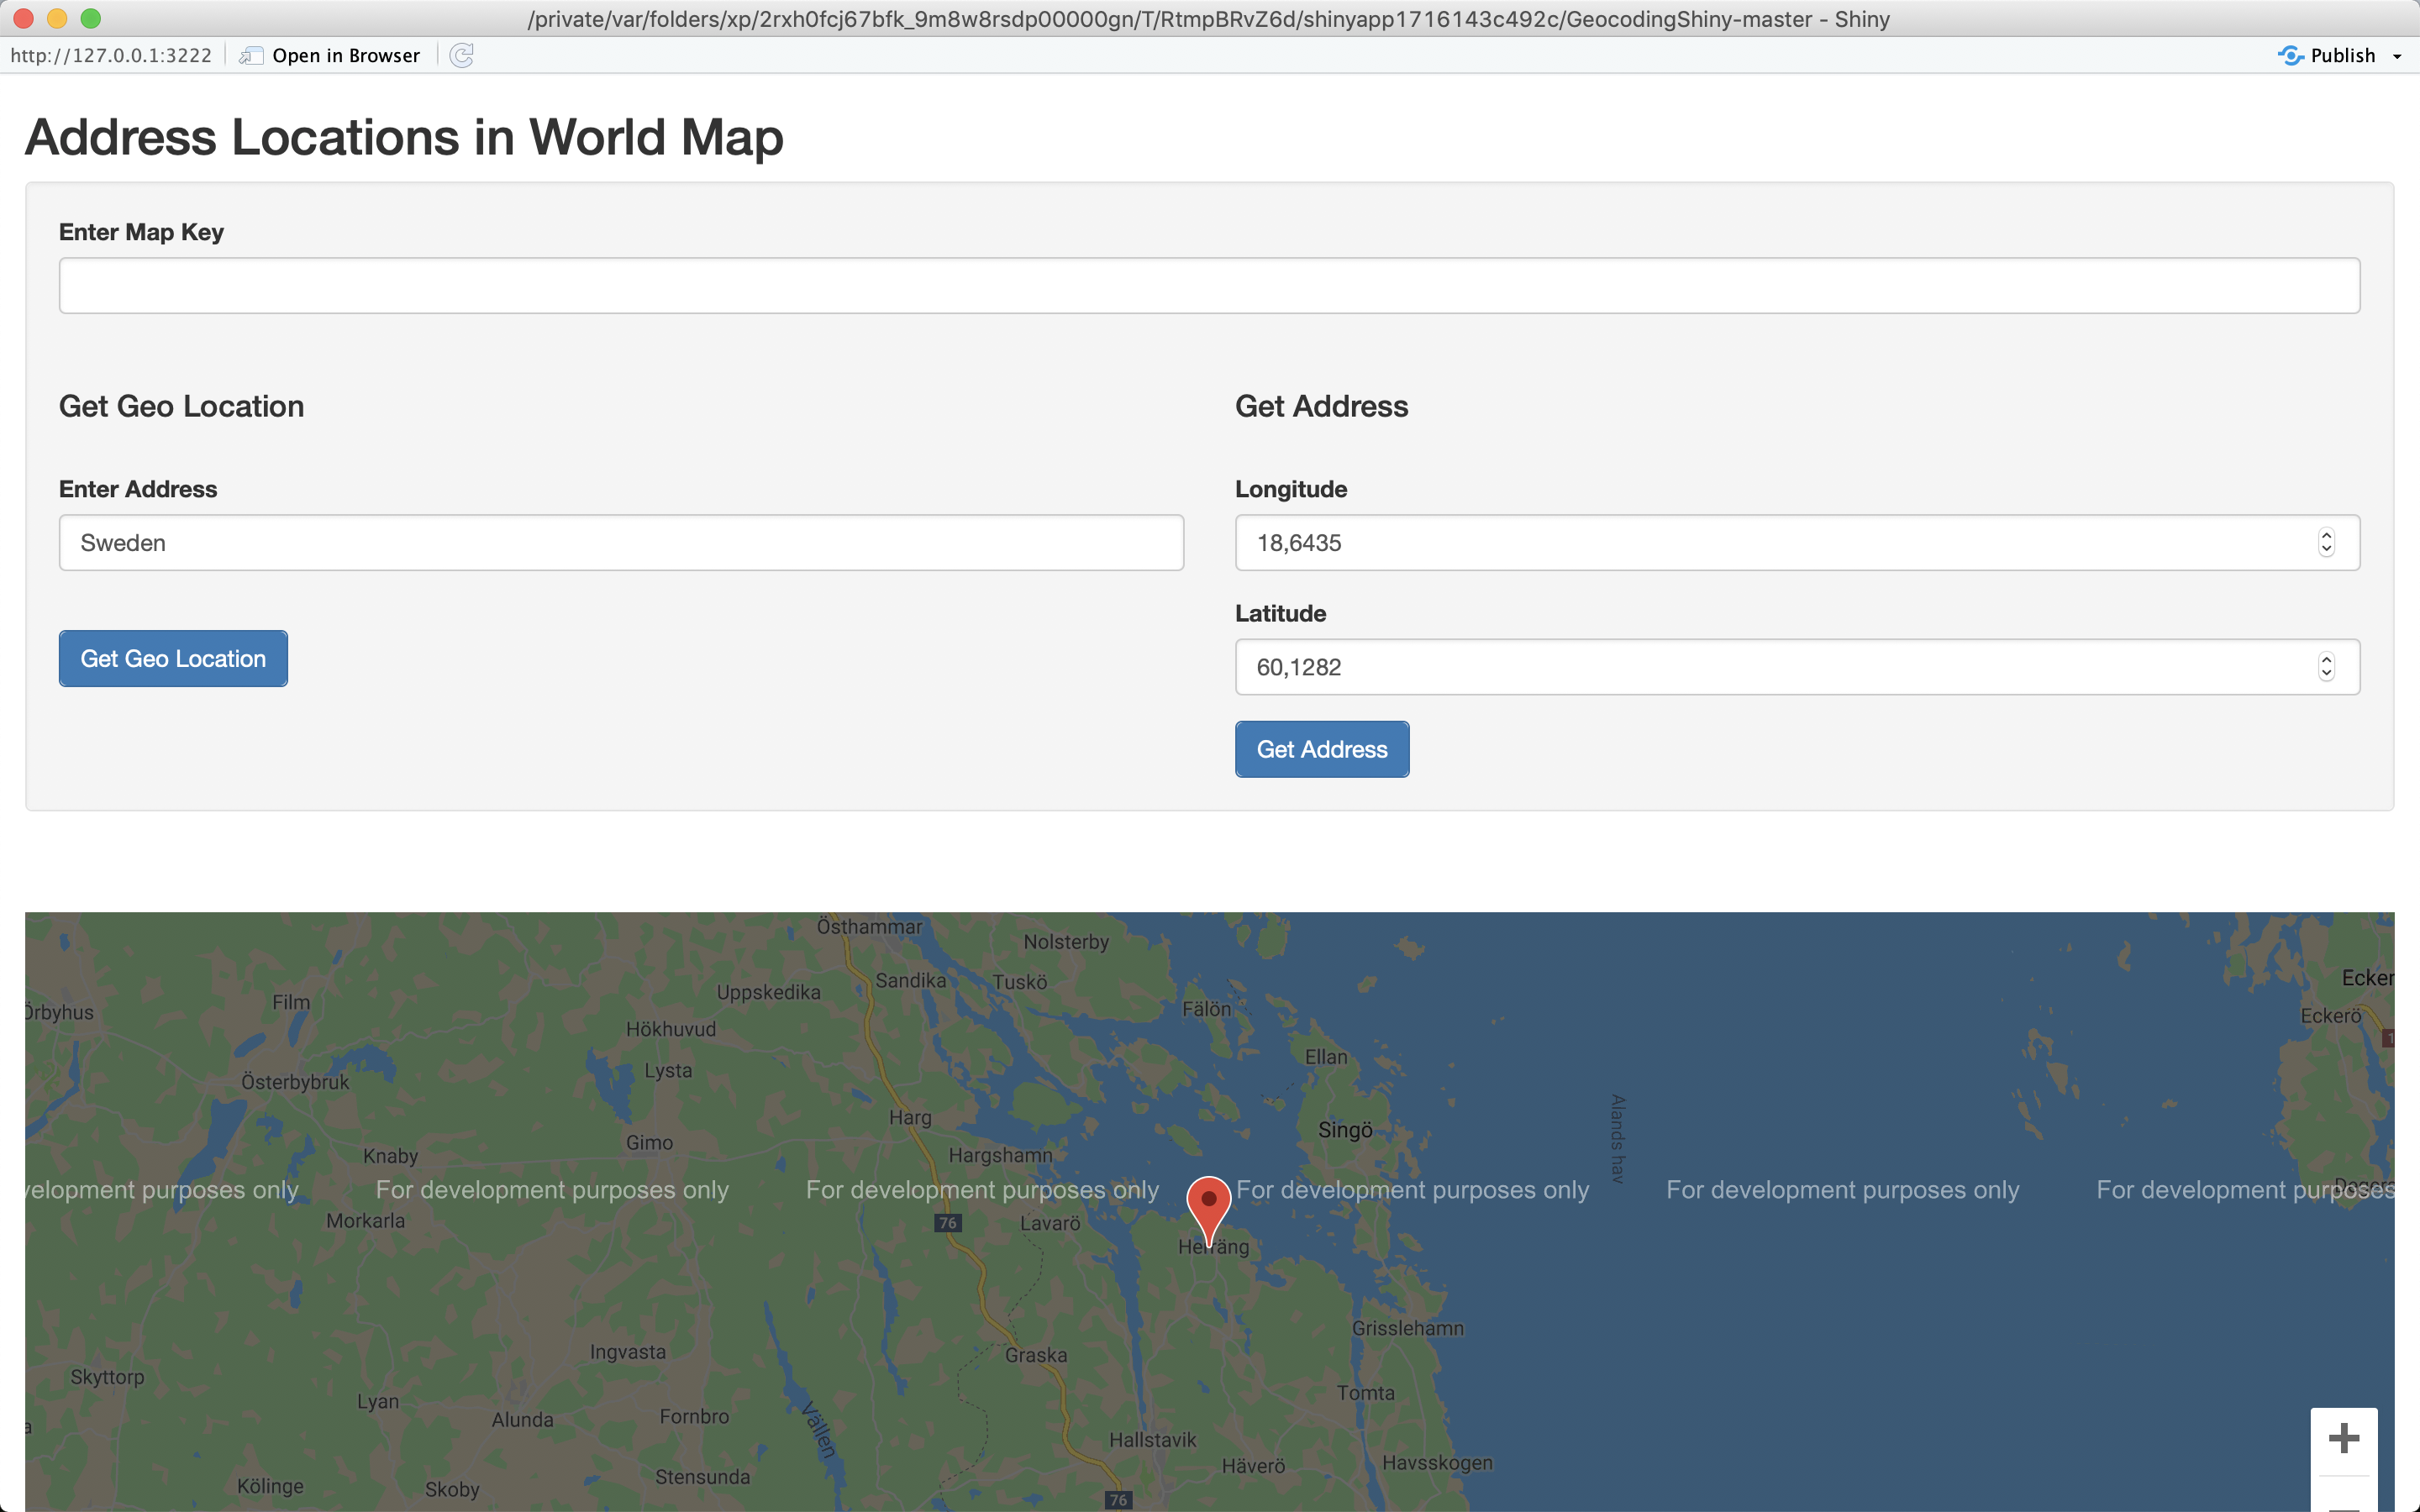 /private/var/folders/xp/2rxh0fcj67bfk_9m8w8rsdp00000gn/T/RtmpBRvZ6d/shinyapp1716143c492c/GeocodingShiny-master - Shiny
http://127.0.0.1:3222
Open in Browser
Publish
Address Locations in World Map
Enter Map Key
Get Geo Location
Get Address
Enter Address
Longitude
Sweden
18,6435
Latitude
Get Geo Location
60,1282
Get Address
Östhammar
Nolsterby
Sandika
Tuskö
Ecker
Uppskedika
Film
Fälön
Örbyhus
Eckerö
1
Hökhuvud
Ellan
Lysta
Österbybruk
Harg
Ålands hav
Singö
Gimo
Knaby
Hargshamn
velopment purposes only
For development purposes only
For development purposes only
For development purposes only
For development purposes only
For development purposes
Morkarla
76
Lavarö
Herräng
Grisslehamn
Ingvasta
Graska
Skyttorp
Tomta
Lyan
Alunda
Fornbro
Vällen
a
Hallstavik
Häverö
Havsskogen
Stensunda
Kölinge
Skoby
76